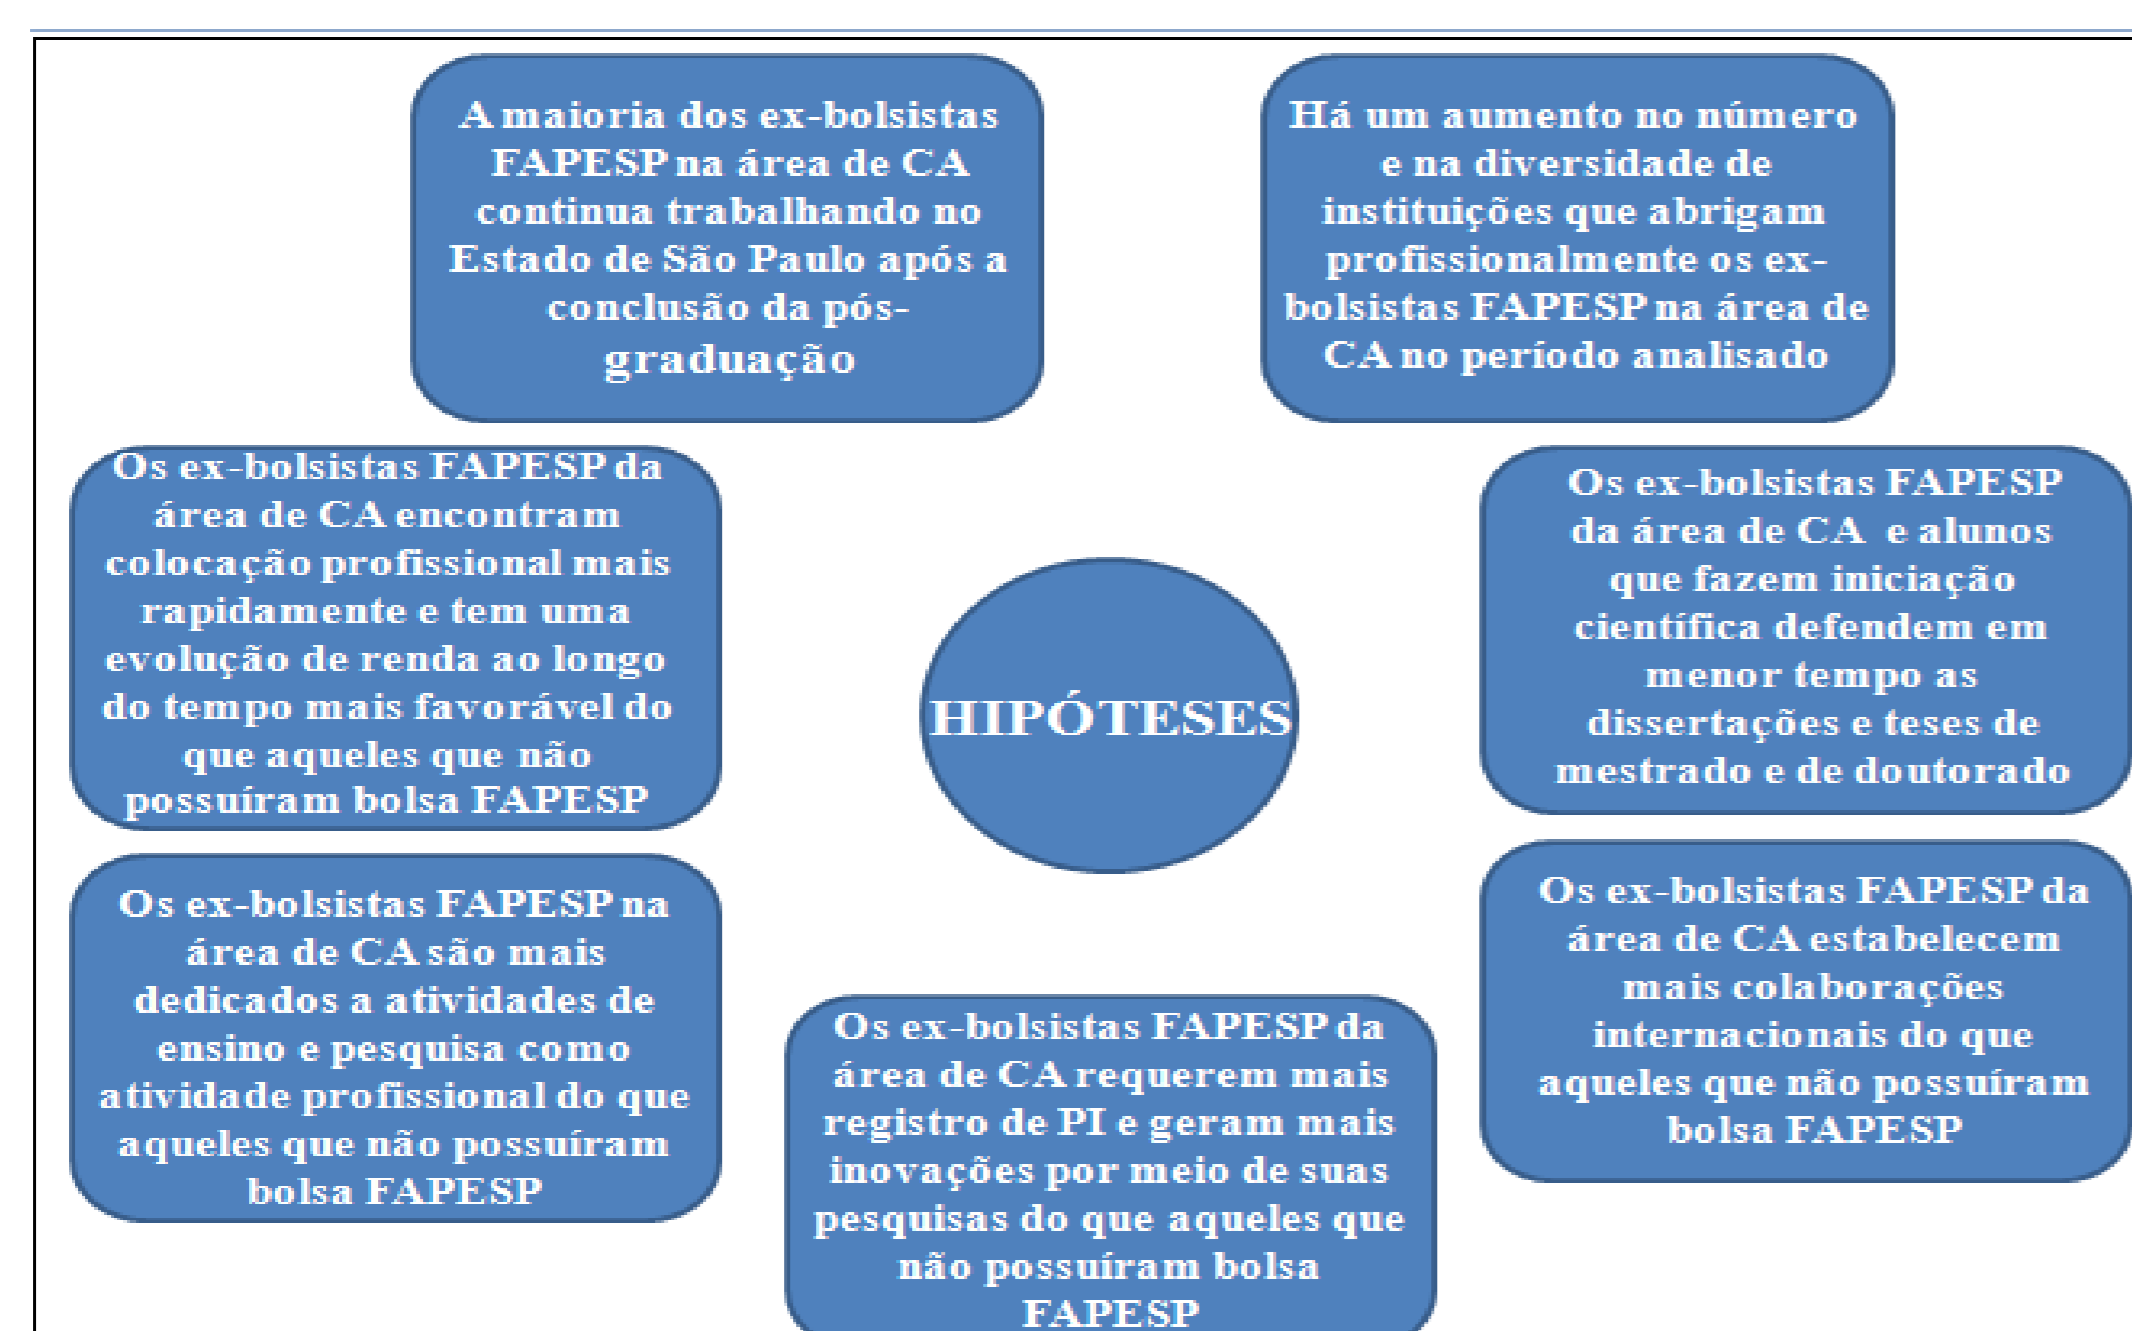 A maioria dos ex-bolsistas
FAPESP na área de CA
continua trabalhando no
Estado de São Paulo após a
conclusão da pós-
graduação
Há um aumento no número
e na diversidade de
instituições que abrigam
profissionalmente os ex-
bolsistas FAPESP na área de
CA no período analisado
Os ex-bolsistas FAPESP da
área de CA encontram
colocação profissional mais
rapidamente e tem uma
evolução de renda ao longo
do tempo mais favorável do
que aqueles que não
possuíram bolsa FAPESP
HIPÓTESES
Os ex-bolsistas FAPESP
da área de CA e alunos
que fazem iniciação
científica defendem em
menor tempo as
dissertações e teses de
mestrado e de doutorado
Os ex-bolsistas FAPESP na
área de CA são mais
dedicados a atividades de
ensino e pesquisa como
atividade profissional do que
aqueles que não possuíram
bolsa FAPESP
Os ex-bolsistas FAPESP da
área de CA requerem mais
registro de PI e geram mais
inovações por meio de suas
pesquisas do que aqueles que
não possuíram bolsa
FAPESP
Os ex-bolsistas FAPESP da
área de CA estabelecem
mais colaborações
internacionais do que
aqueles que não possuíram
bolsa FAPESP